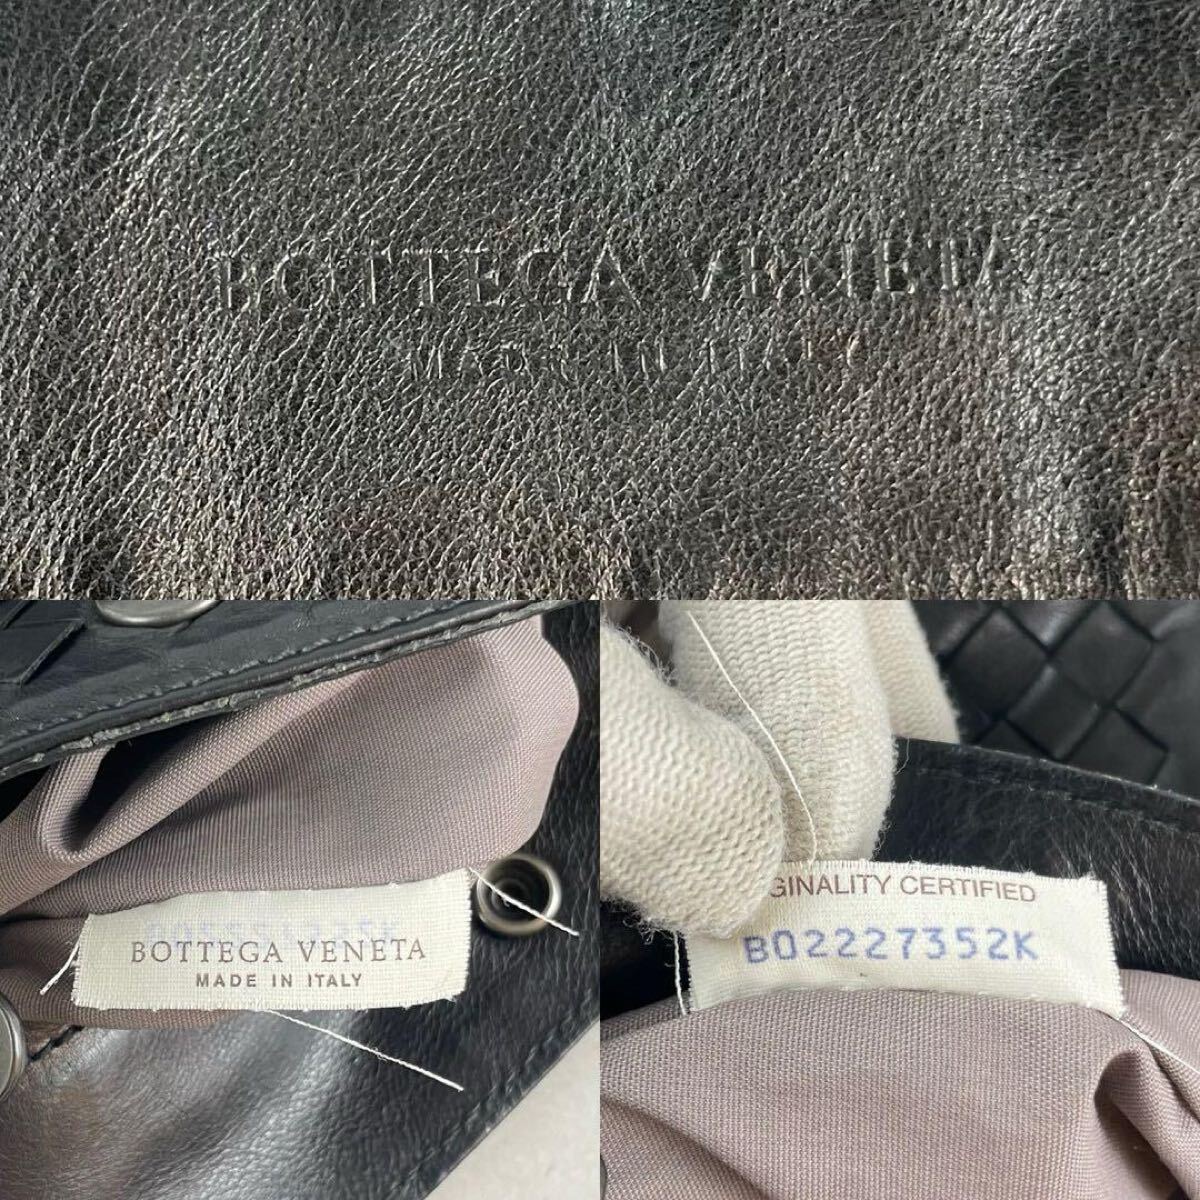 BOTTEGA VENETA
MADE IN ITALY
BOTTEGA VENETA
MADE IN ITALY
GINALITY CERTIFIED
B02227352K